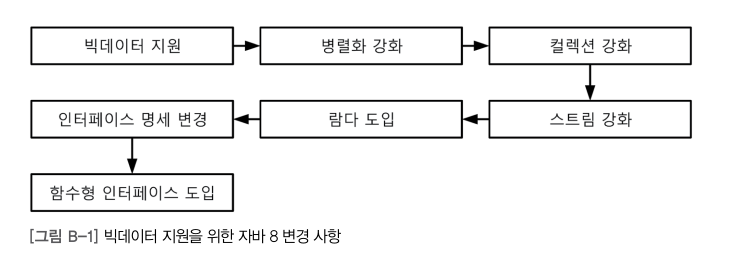 빅데이터 지원
병렬화 강화
컬렉션 강화
스트림 강화
람다 도입
인터페이스 명세 변경
함수형 인터페이스 도입
[그림 B-1] 빅데이터 지원을 위한 자바 8 변경 사항